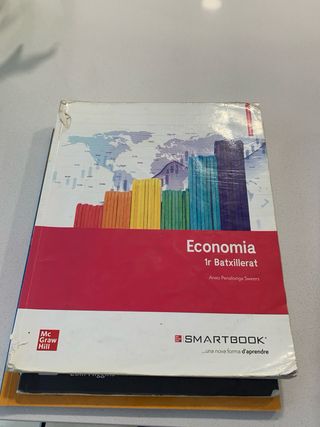 Economia
1r Batxillerat
Anxo Penalonga Sweers
Mc
Graw
Hill
SMARTBOOK
...una nova forma d'aprendre